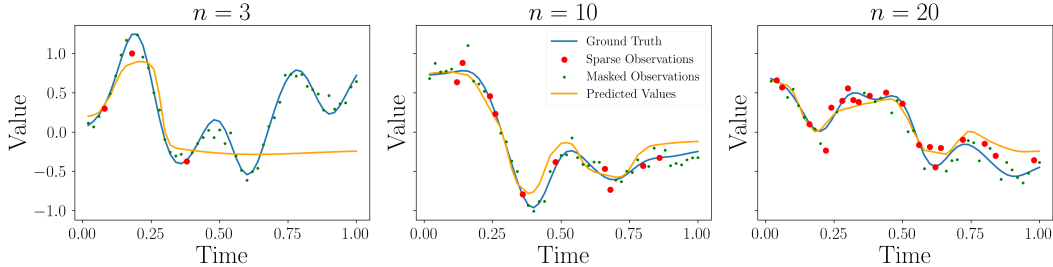 n = 3
n = 10
n = 20
Value
1.0
0.5
0.0
−0.5
−1.0
0.00
0.25
0.50
0.75
1.00
Time
Value
Ground Truth
Sparse Observations
Masked Observations
Predicted Values
0.00
0.25
0.50
0.75
1.00
Time
Value
0.00
0.25
0.50
0.75
1.00
Time